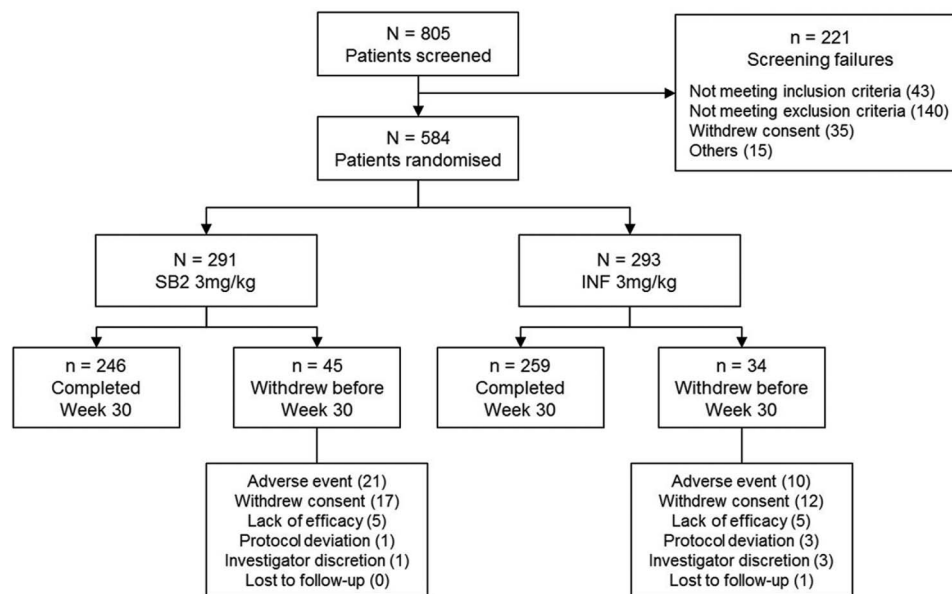 N = 805
Patients screened
n = 221
Screening failures
Not meeting inclusion criteria (43)
Not meeting exclusion criteria (140)
Withdrew consent (35)
Others (15)
N = 584
Patients randomised
N = 291
SB2 3mg/kg
N = 293
INF 3mg/kg
n = 246
Completed
Week 30
n = 45
Withdrew before
Week 30
n = 259
Completed
Week 30
n = 34
Withdrew before
Week 30
Adverse event (21)
Withdrew consent (17)
Lack of efficacy (5)
Protocol deviation (1)
Investigator discretion (1)
Lost to follow-up (0)
Adverse event (10)
Withdrew consent (12)
Lack of efficacy (5)
Protocol deviation (3)
Investigator discretion (3)
Lost to follow-up (1)